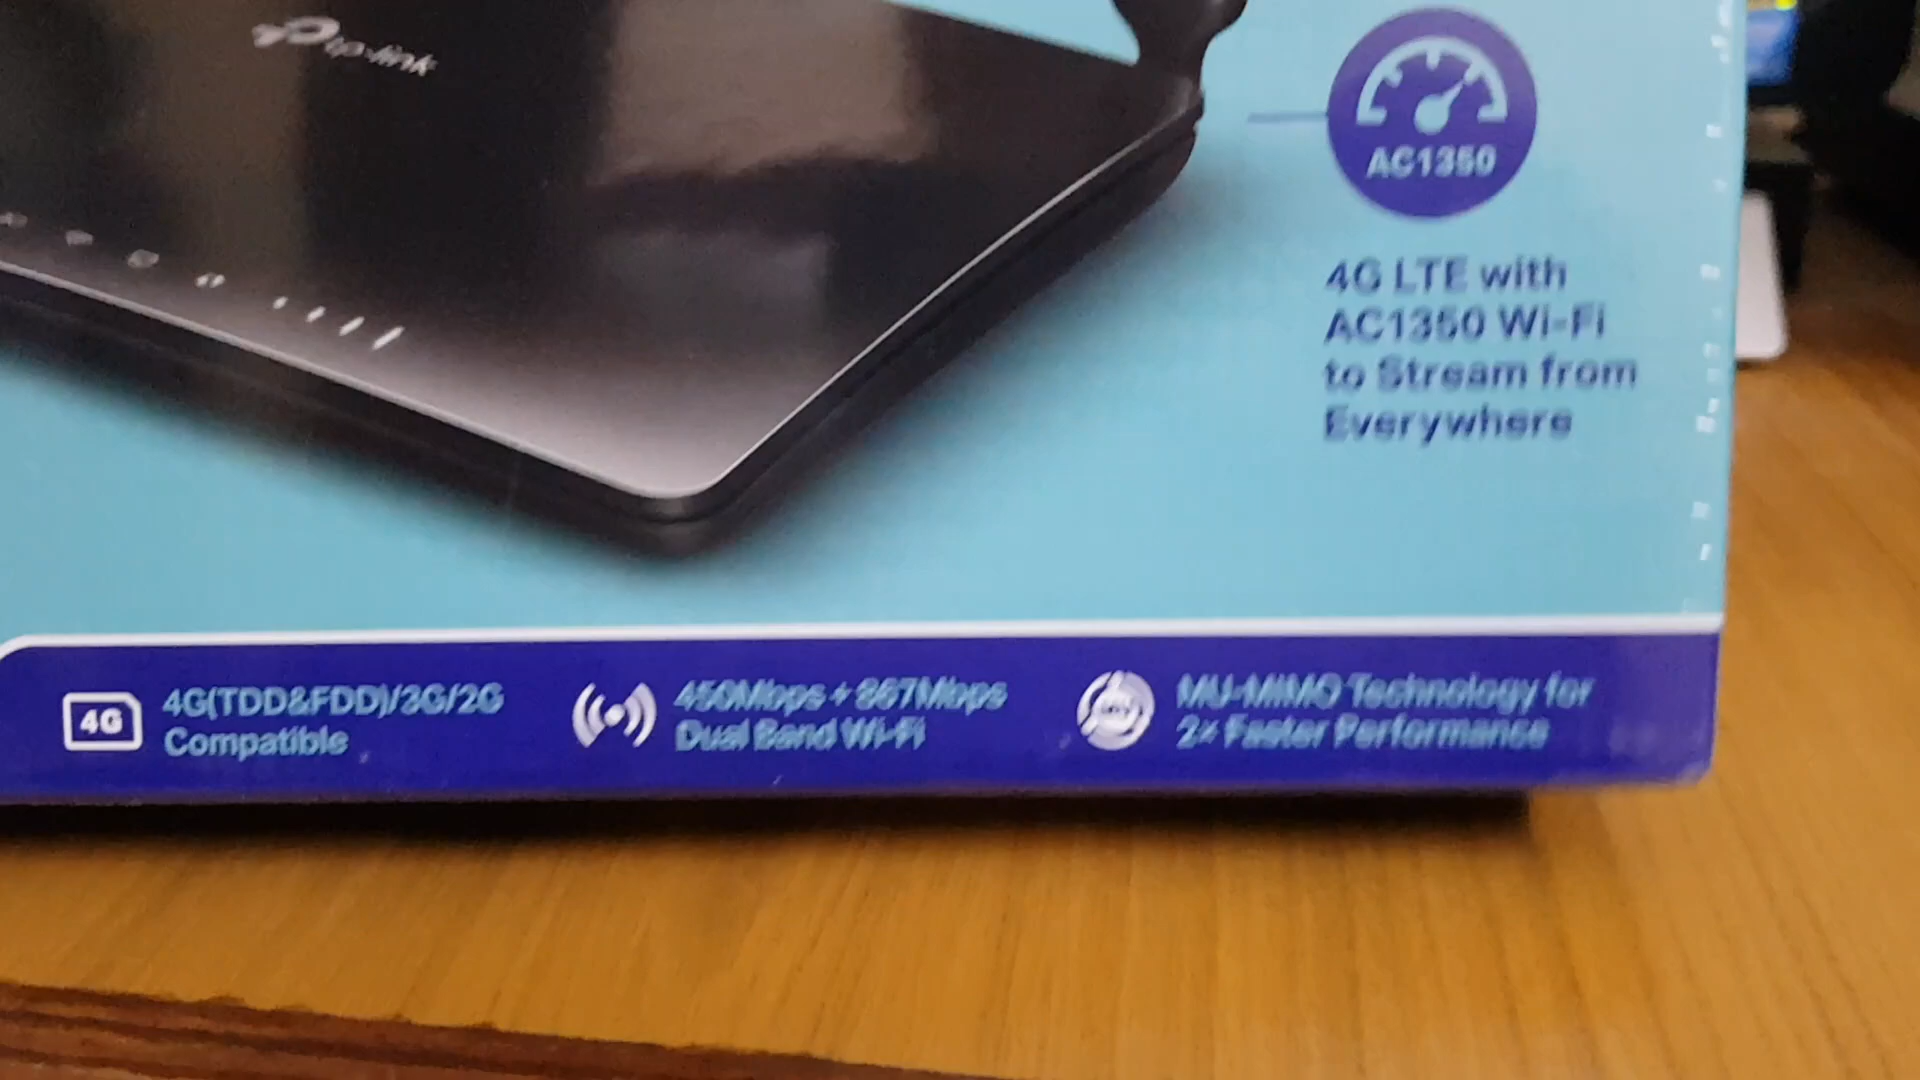 tp-link
AC1350
4G LTE with
AC1350 Wi-Fi
to Stream from
Everywhere
4G
4G(TDD&FDD)/3G/2G
Compatible
450Mbps + 867Mbps
Dual Band Wi-Fi
MU-MIMO Technology for
2× Faster Performance